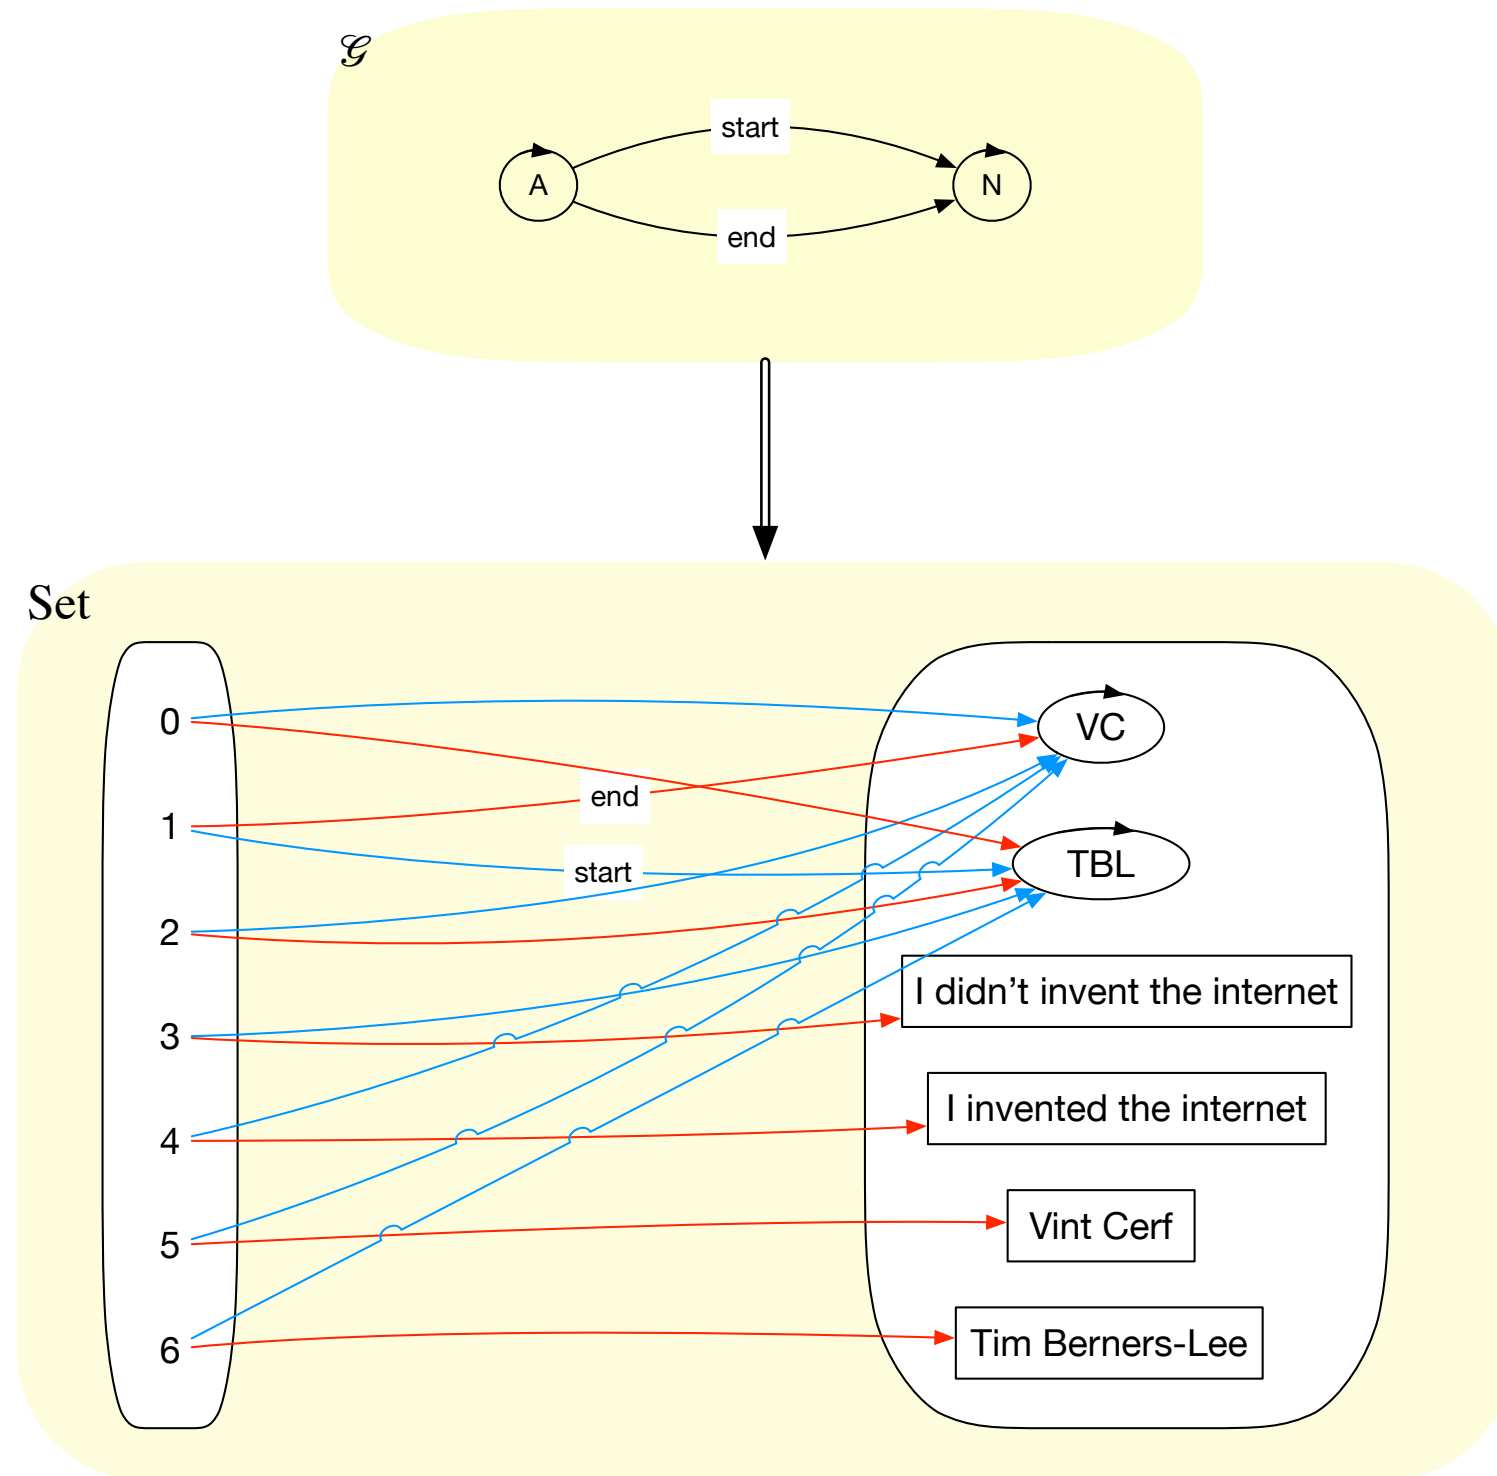 𝒢
start
A
N
end
Set
0
VC
end
1
start
TBL
2
I didn’t invent the internet
3
I invented the internet
4
Vint Cerf
5
Tim Berners-Lee
6